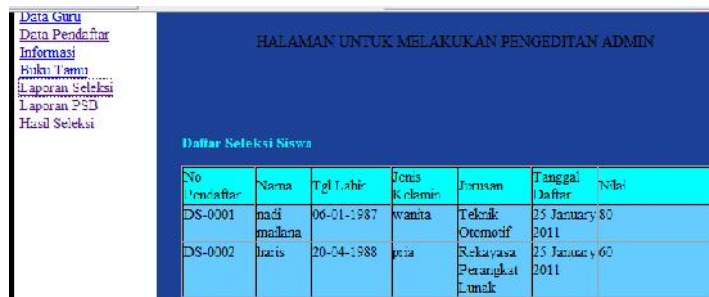 Data Guru
Data Pendaftar
Informasi
Buku Tamu
Laporan Seleksi
Laporan PSB
Hasil Seleksi
HALAMAN UNTUK MELAKUKAN PENGEDITAN ADMIN
Daftar Seleksi Siswa
No Pendaftar Nama Tgl Lahir Jenis Kelamin Jurusan Tanggal Daftar Nilai
DS-0001 nadi mailana 06-01-1987 wanita Teknik Otomotif 25 January 2011 80
DS-0002 haris 20-04-1988 pria Rekayasa Perangkat Lunak 25 January 2011 60